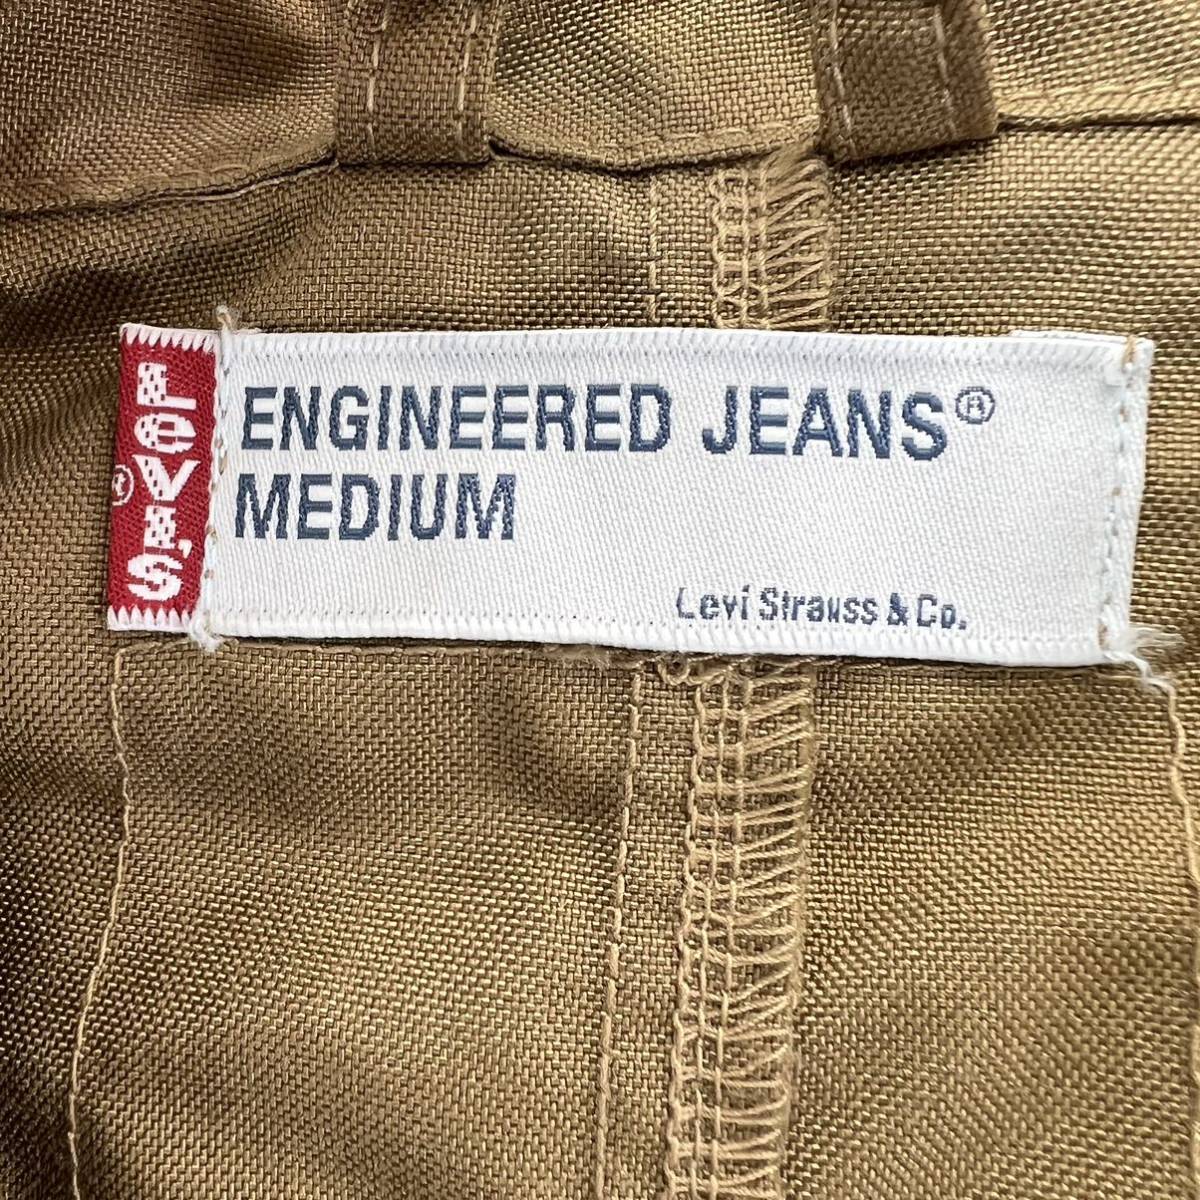 LEVI'S®
ENGINEERED JEANS®
MEDIUM
Levi Strauss & Co.